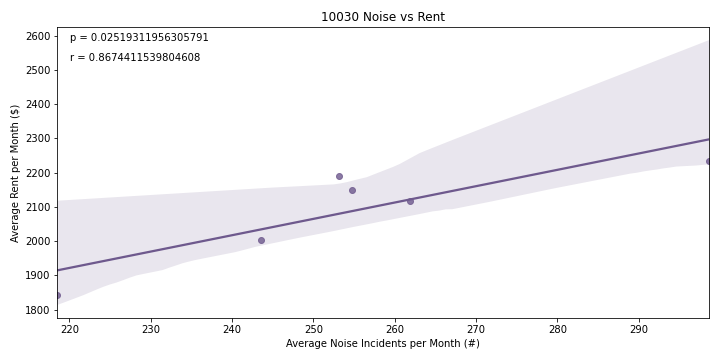 10030 Noise vs Rent
p = 0.02519311956305791
r = 0.8674411539804608
2600
2500
2400
2300
2200
2100
2000
1900
1800
Average Rent per Month ($)
220 230 240 250 260 270 280 290
Average Noise Incidents per Month (#)